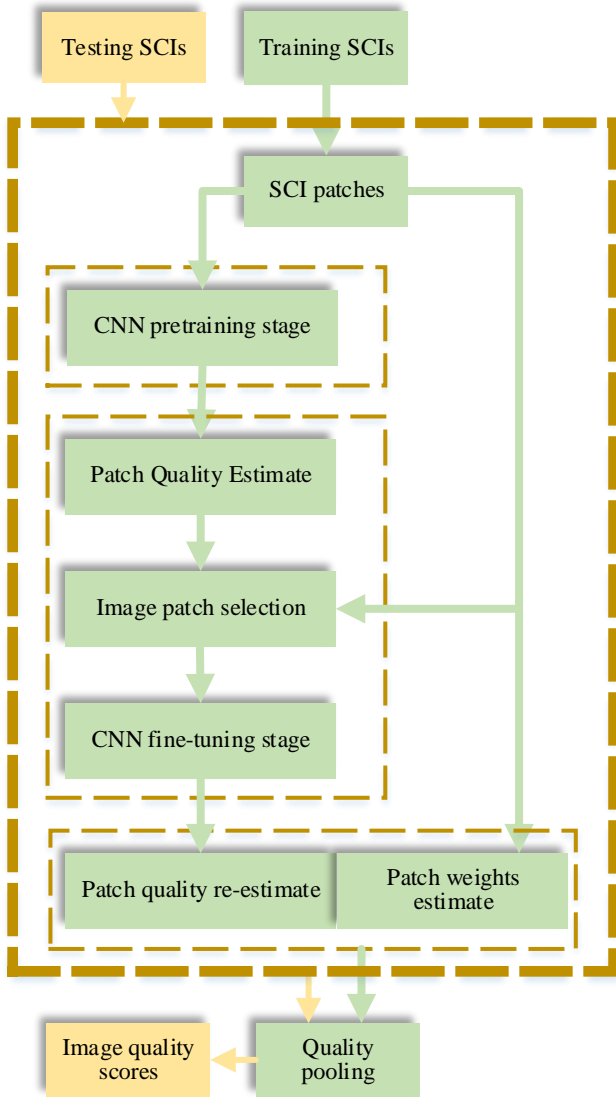 Testing SCIs
Training SCIs
SCI patches
CNN pretraining stage
Patch Quality Estimate
Image patch selection
CNN fine-tuning stage
Patch quality re-estimate
Patch weights
estimate
Image quality
scores
Quality
pooling